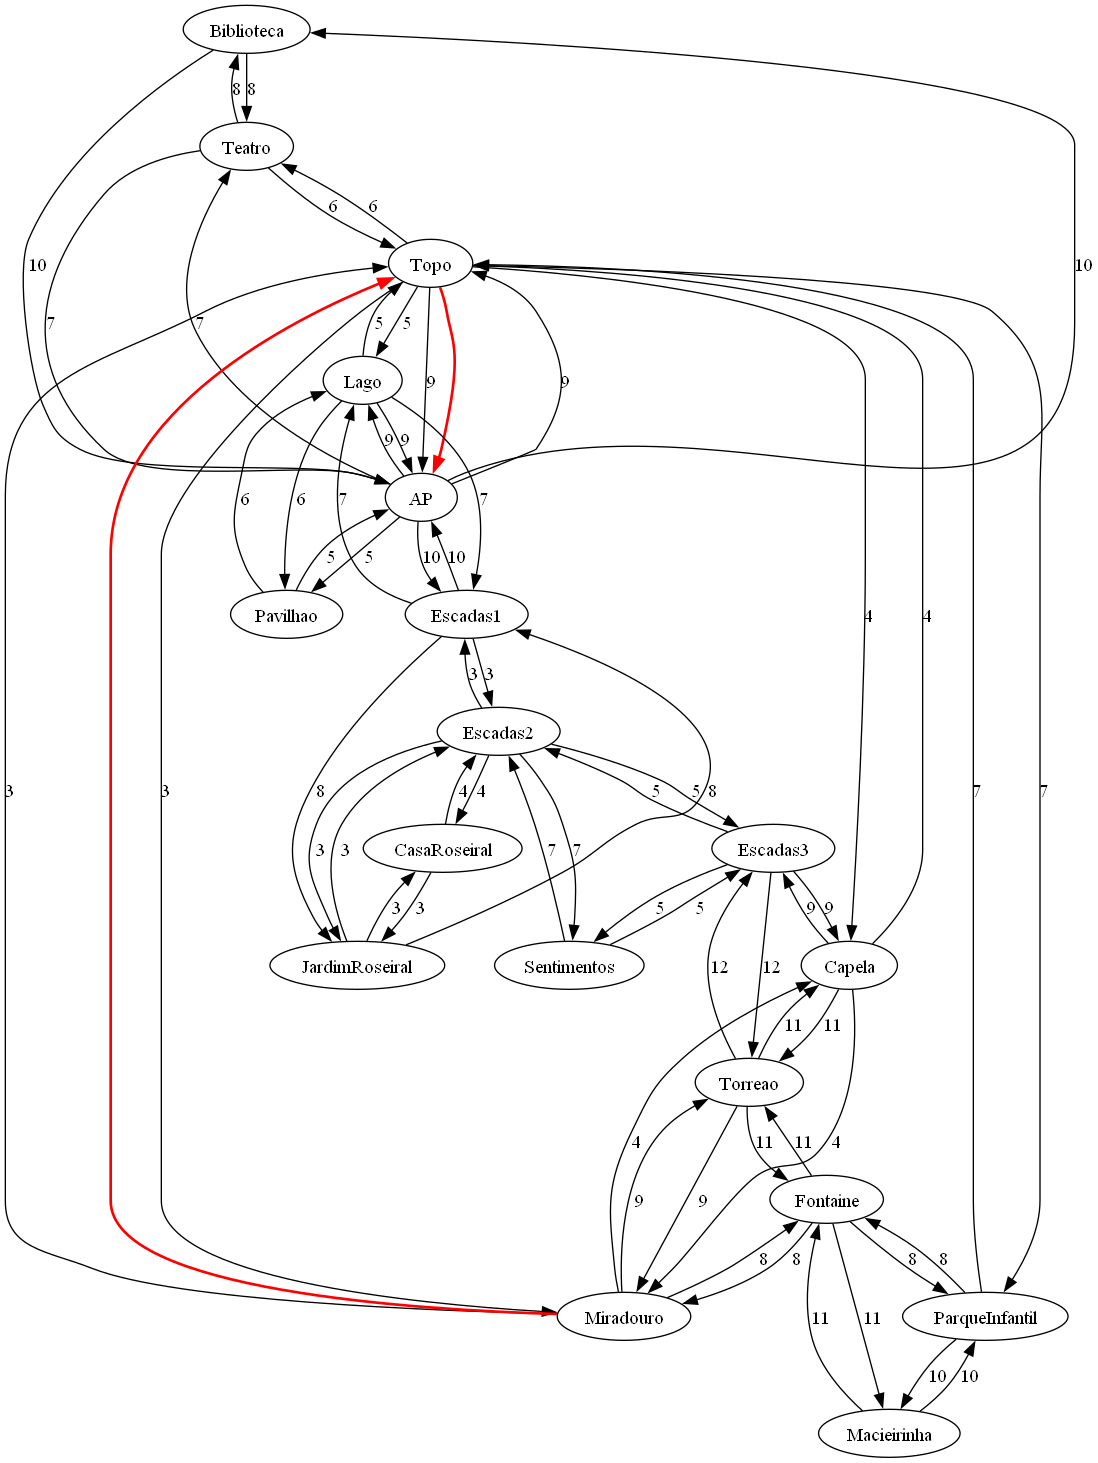 Biblioteca
8 8
Teatro
6 6
Topo
10 10
3 7 7 5 5
Lago
9 9
9 9
AP
6 6 7 7
5 5 10 10
Pavilhao
Escadas1
4 4
3 3
Escadas2
3 8 4 4 5 5 8 7 7
CasaRoseiral
Escadas3
3 3 7 7
3 3 5 5 9 9
JardimRoseiral
Sentimentos
Capela
12 12 11 11
Torreao
4 11 11 4
9 9
Fontaine
8 8 8 8
Miradouro
ParqueInfantil
11 11
10 10
Macieirinha